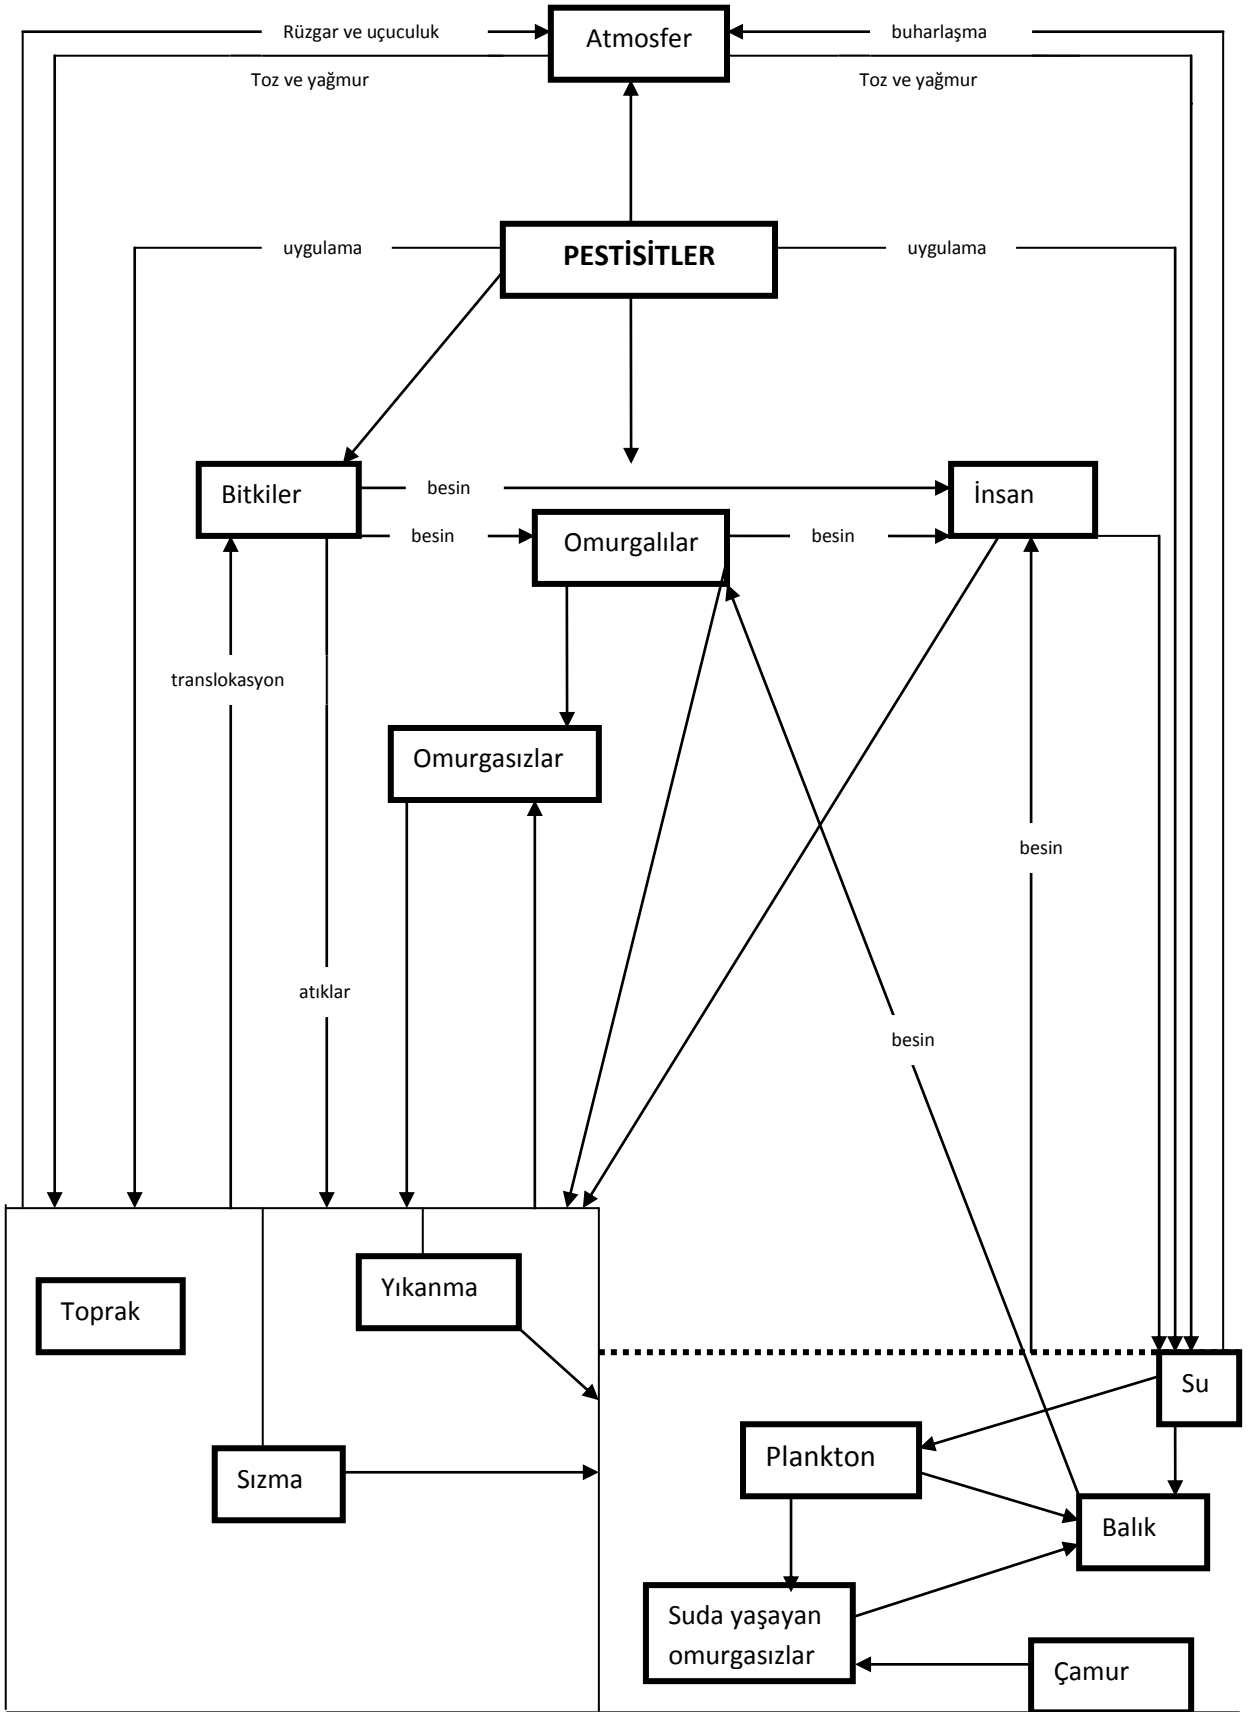 Rüzgar ve uçuculuk
Atmosfer
buharlaşma
Toz ve yağmur
Toz ve yağmur
uygulama
PESTİSİTLER
uygulama
Bitkiler
besin
İnsan
besin
Omurgalılar
besin
translokasyon
Omurgasızlar
besin
atıklar
besin
Yıkanma
Toprak
Su
Plankton
Sızma
Balık
Suda yaşayan
omurgasızlar
Çamur